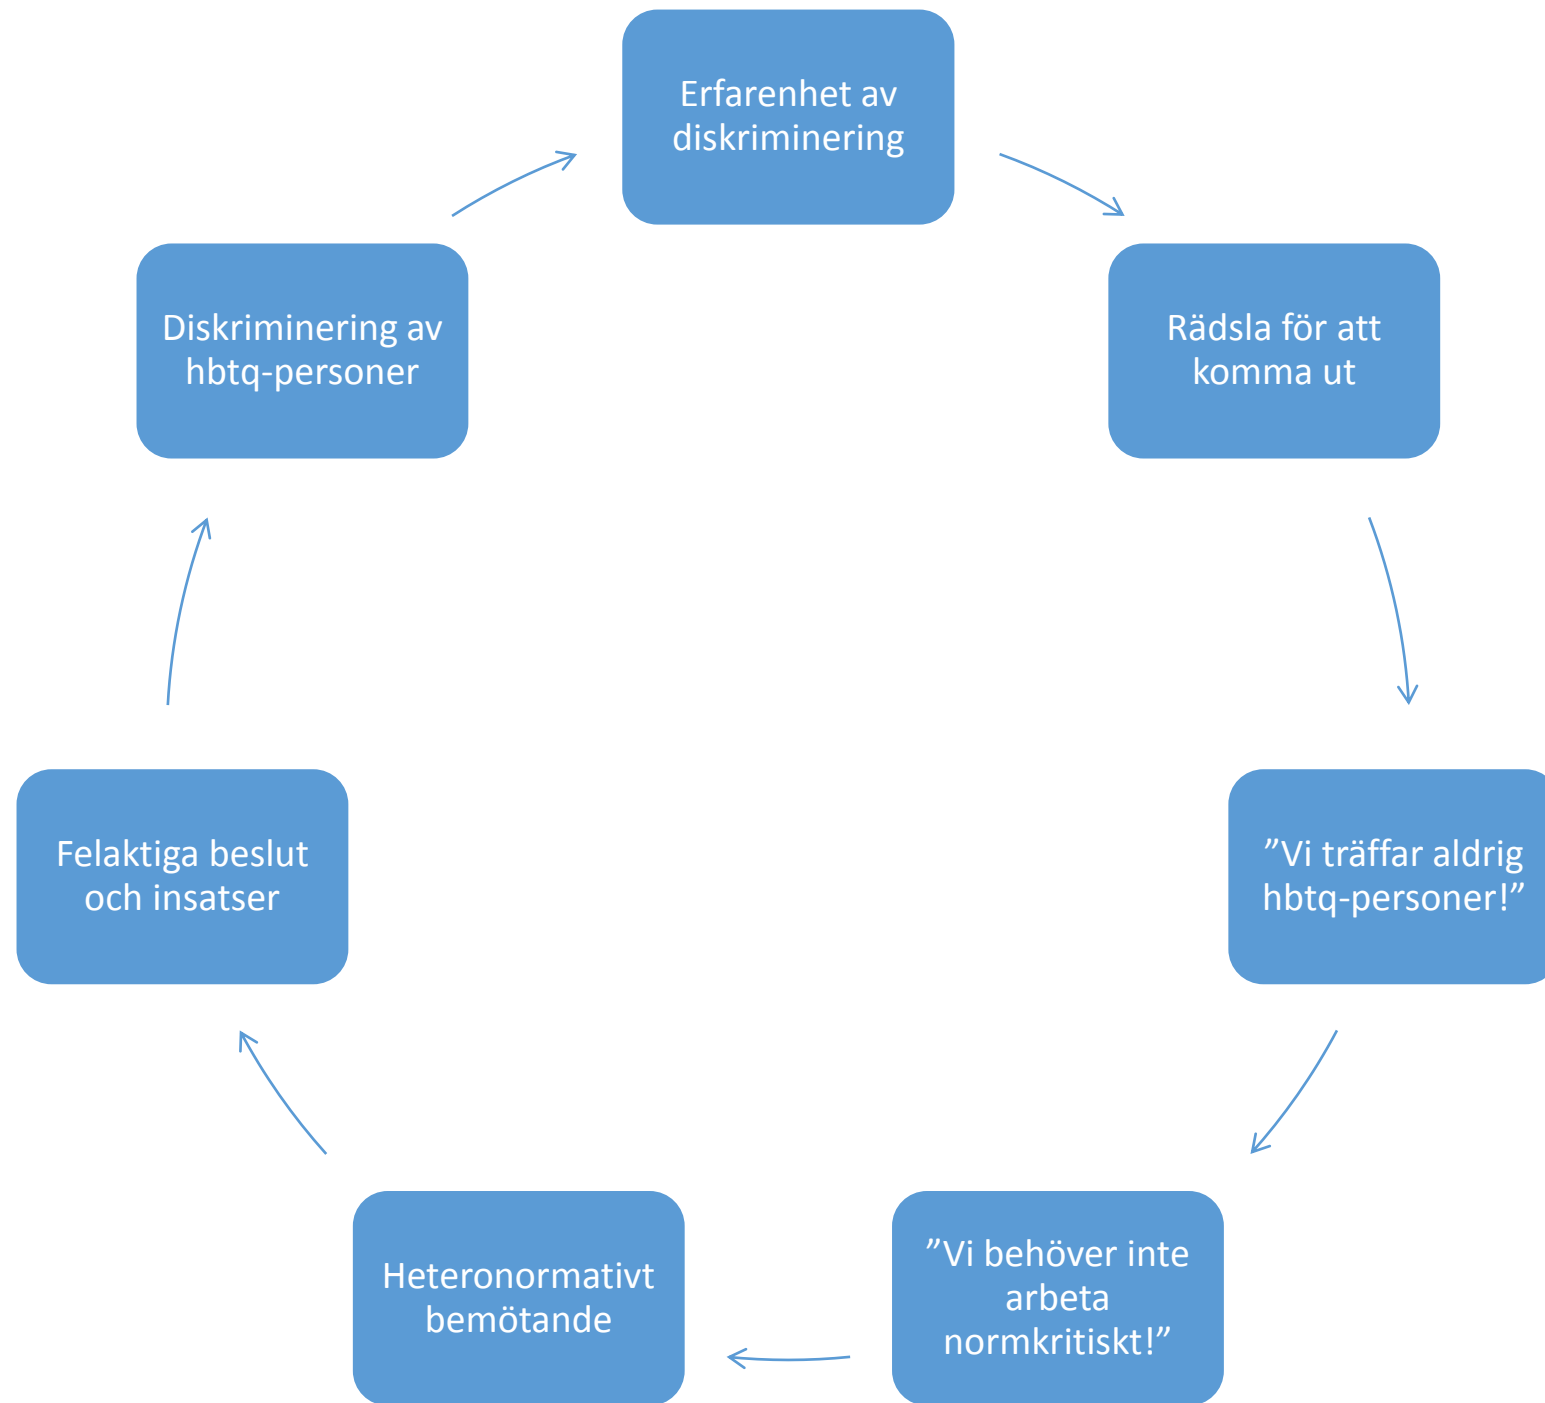 Erfarenhet av
diskriminering
Rädsla för att
komma ut
”Vi träffar aldrig
hbtq-personer!”
”Vi behöver inte
arbeta
normkritiskt!”
Heteronormativt
bemötande
Felaktiga beslut
och insatser
Diskriminering av
hbtq-personer